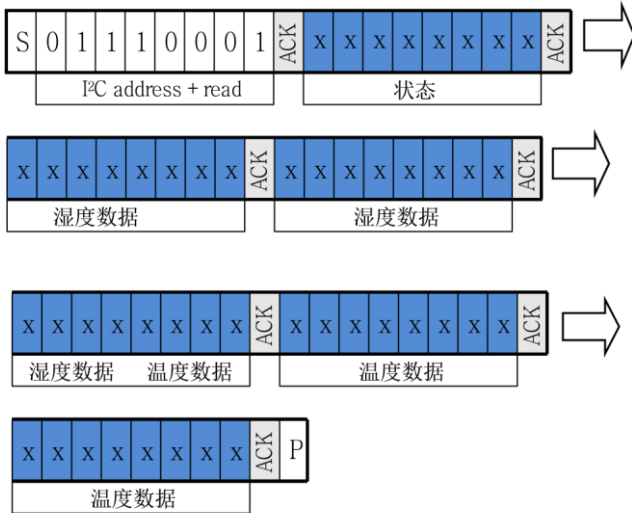 S 0 1 1 1 0 0 0 1 ACK x x x x x x x x ACK
I²C address + read 状态
x x x x x x x x ACK x x x x x x x x ACK
湿度数据 湿度数据
x x x x x x x x ACK x x x x x x x x ACK
湿度数据 温度数据 温度数据
x x x x x x x x ACK P
温度数据